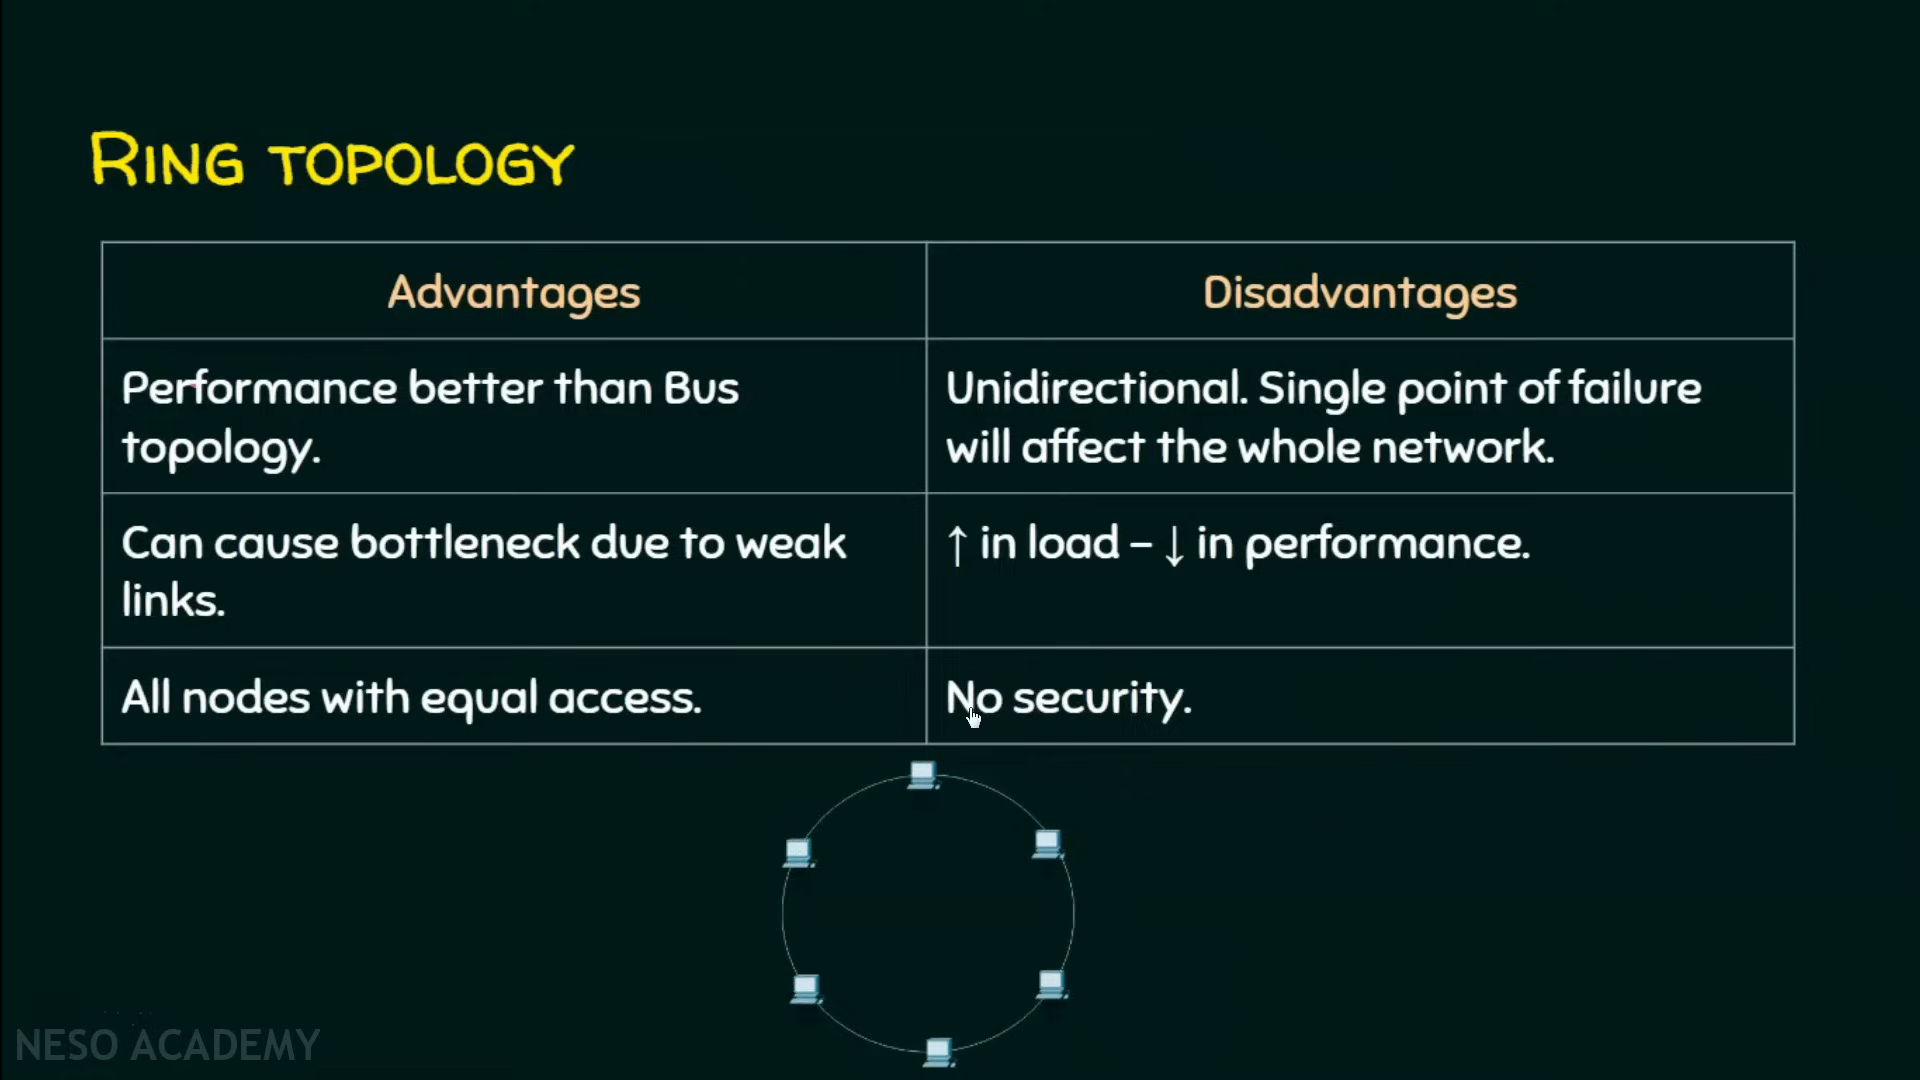 RING TOPOLOGY
Advantages
Disadvantages
Performance better than Bus
topology.
Unidirectional. Single point of failure
will affect the whole network.
Can cause bottleneck due to weak
links.
↑ in load – ↓ in performance.
All nodes with equal access.
No security.
NESO ACADEMY